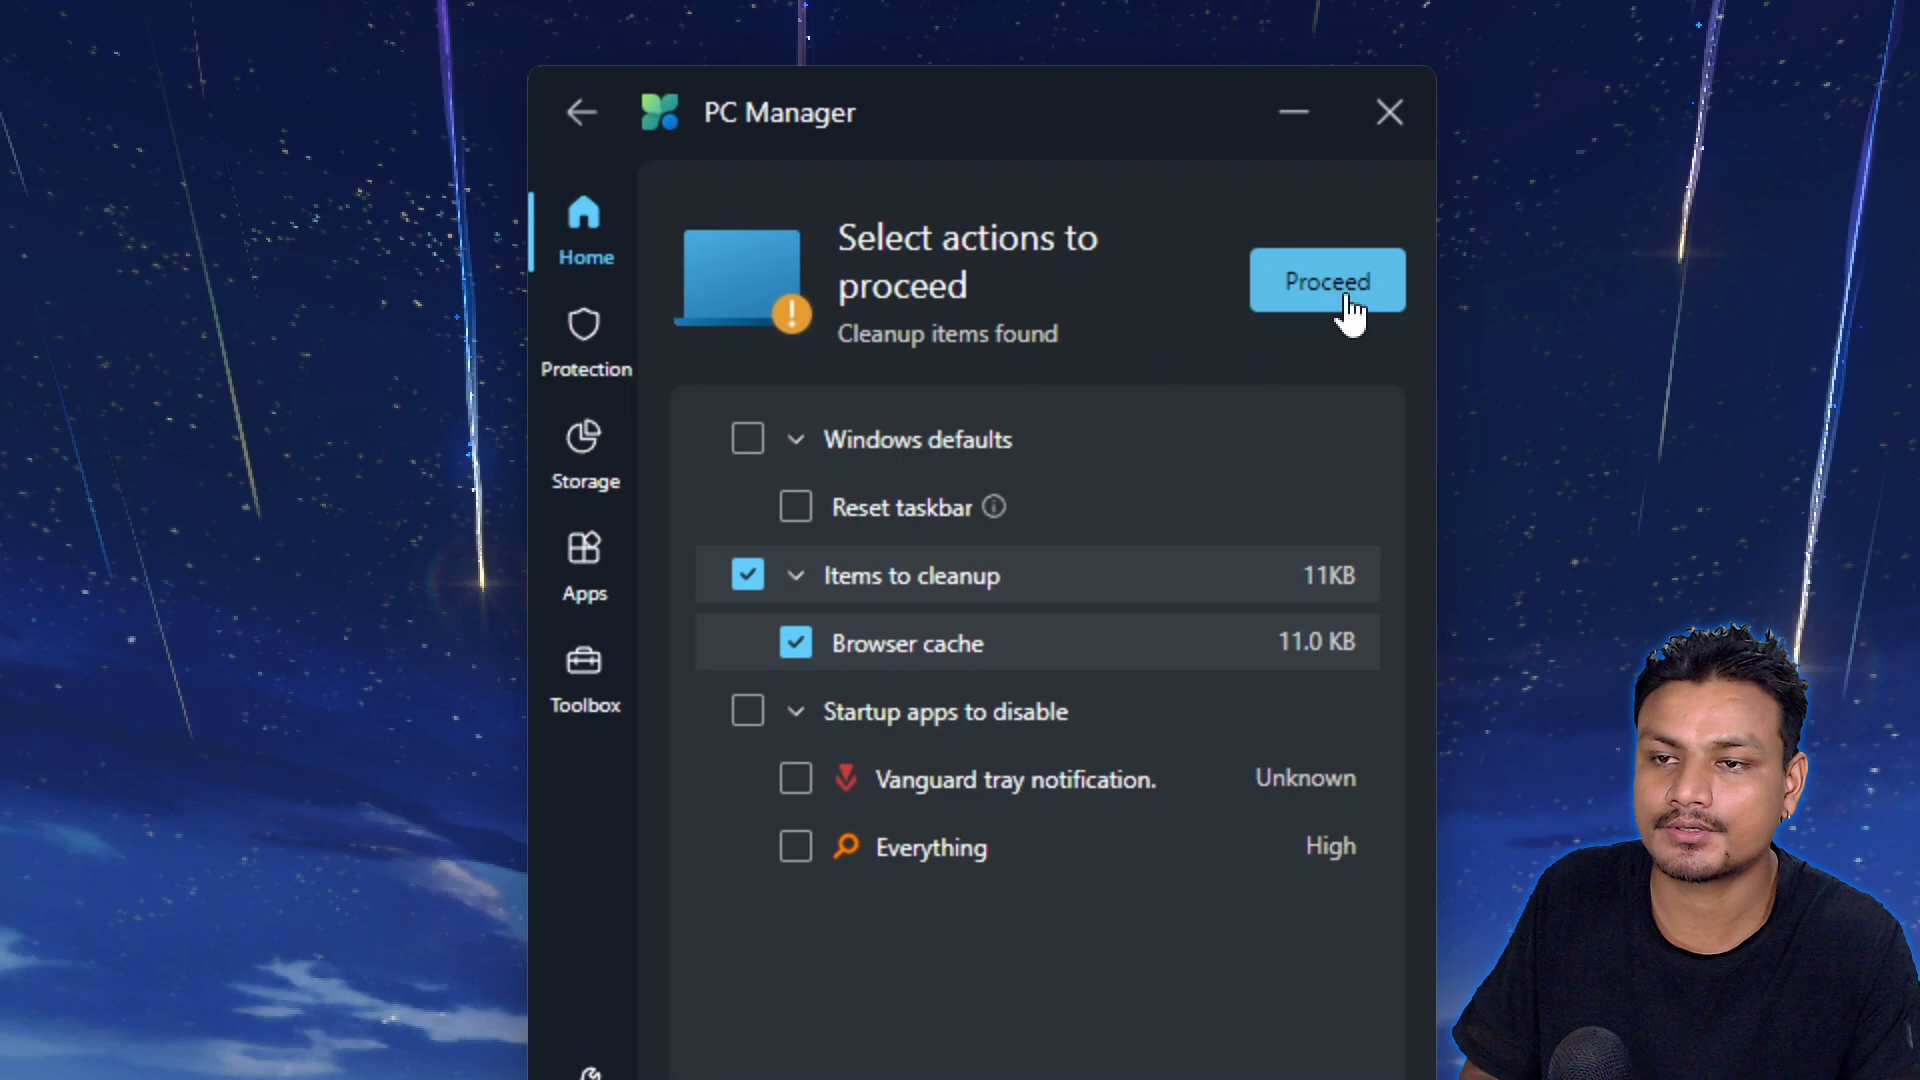 PC Manager
Home
Protection
Storage
Apps
Toolbox
Select actions to
proceed
Cleanup items found
Proceed
Windows defaults
Reset taskbar
Items to cleanup 11KB
Browser cache 11.0 KB
Startup apps to disable
Vanguard tray notification. Unknown
Everything High